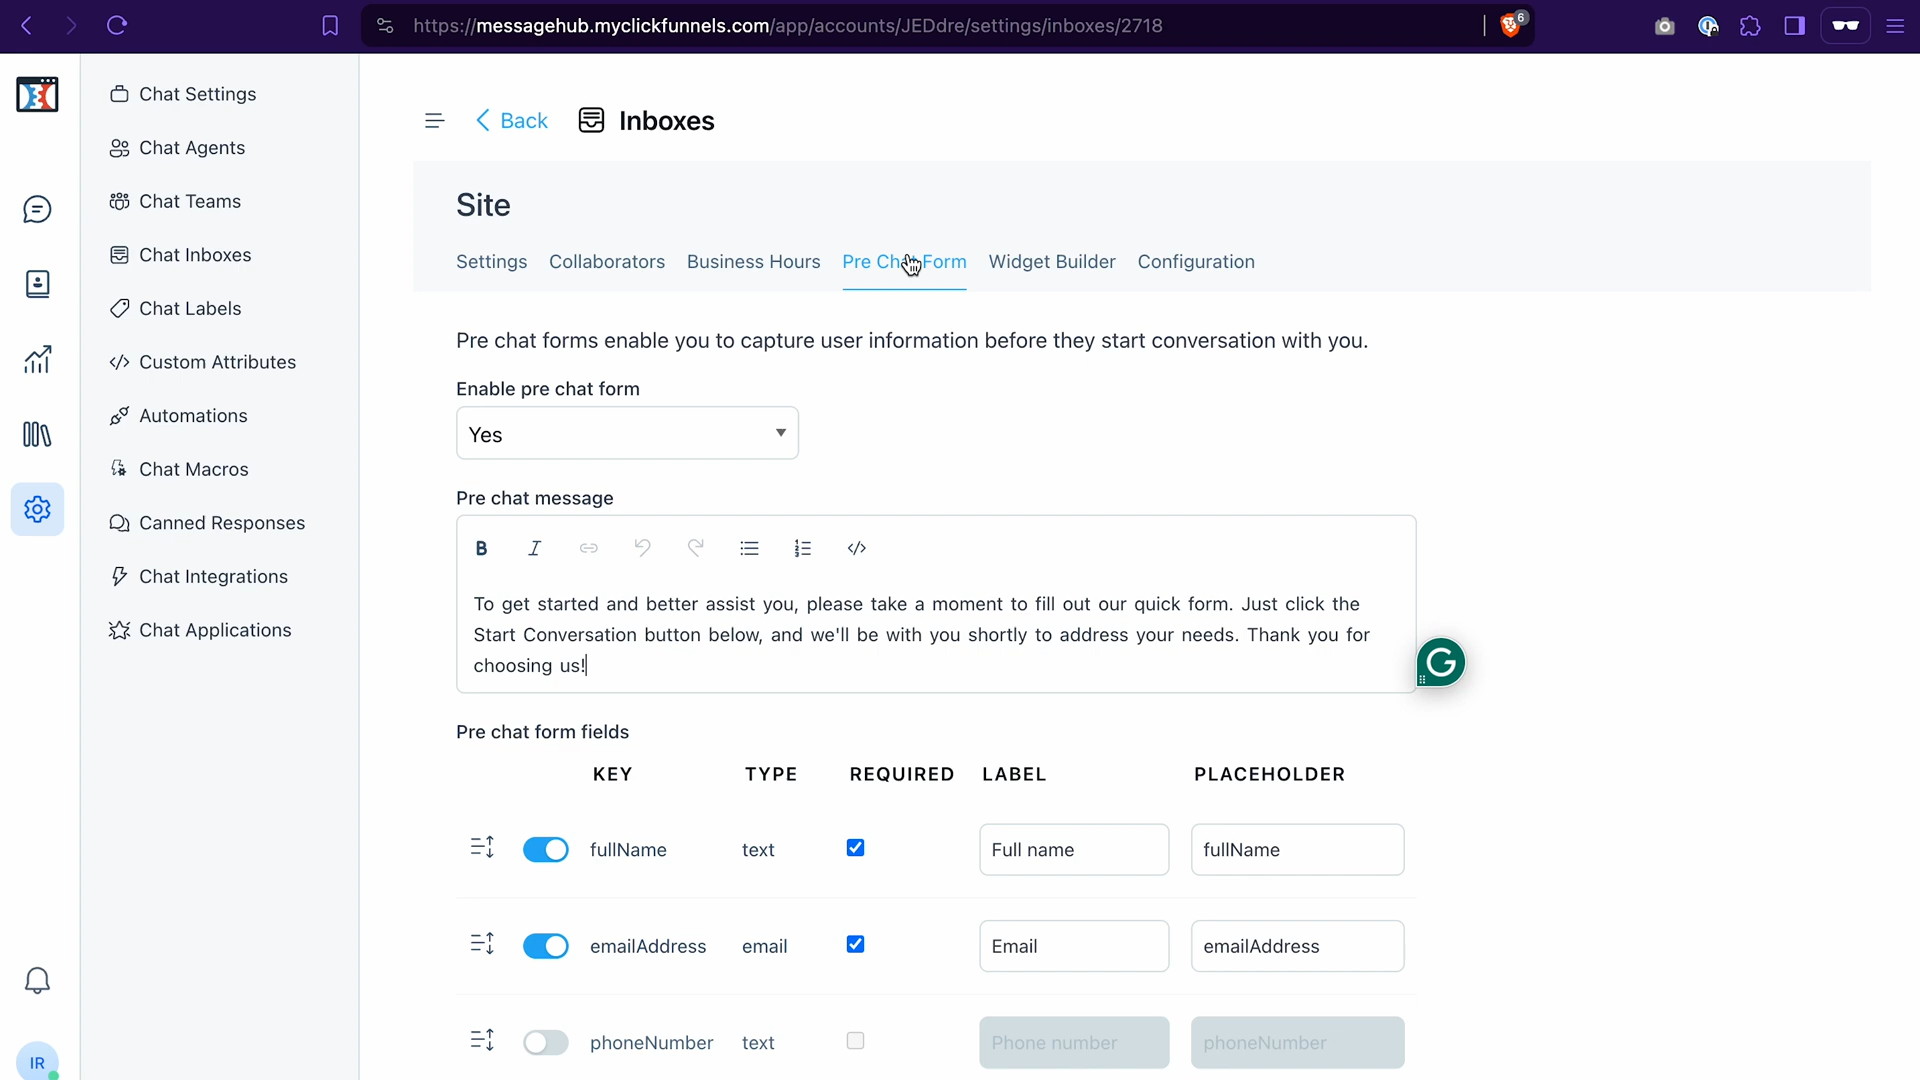 https://messagehub.myclickfunnels.com/app/accounts/JEDdre/settings/inboxes/2718
6
Chat Settings
Chat Agents
Chat Teams
Chat Inboxes
Chat Labels
Custom Attributes
Automations
Chat Macros
Canned Responses
Chat Integrations
Chat Applications
IR
Back
Inboxes
Site
Settings Collaborators Business Hours Pre Chat Form Widget Builder Configuration
Pre chat forms enable you to capture user information before they start conversation with you.
Enable pre chat form
Yes
Pre chat message
To get started and better assist you, please take a moment to fill out our quick form. Just click the
Start Conversation button below, and we'll be with you shortly to address your needs. Thank you for
choosing us!
Pre chat form fields
KEY TYPE REQUIRED LABEL PLACEHOLDER
fullName text Full name fullName
emailAddress email Email emailAddress
phoneNumber text Phone number phoneNumber